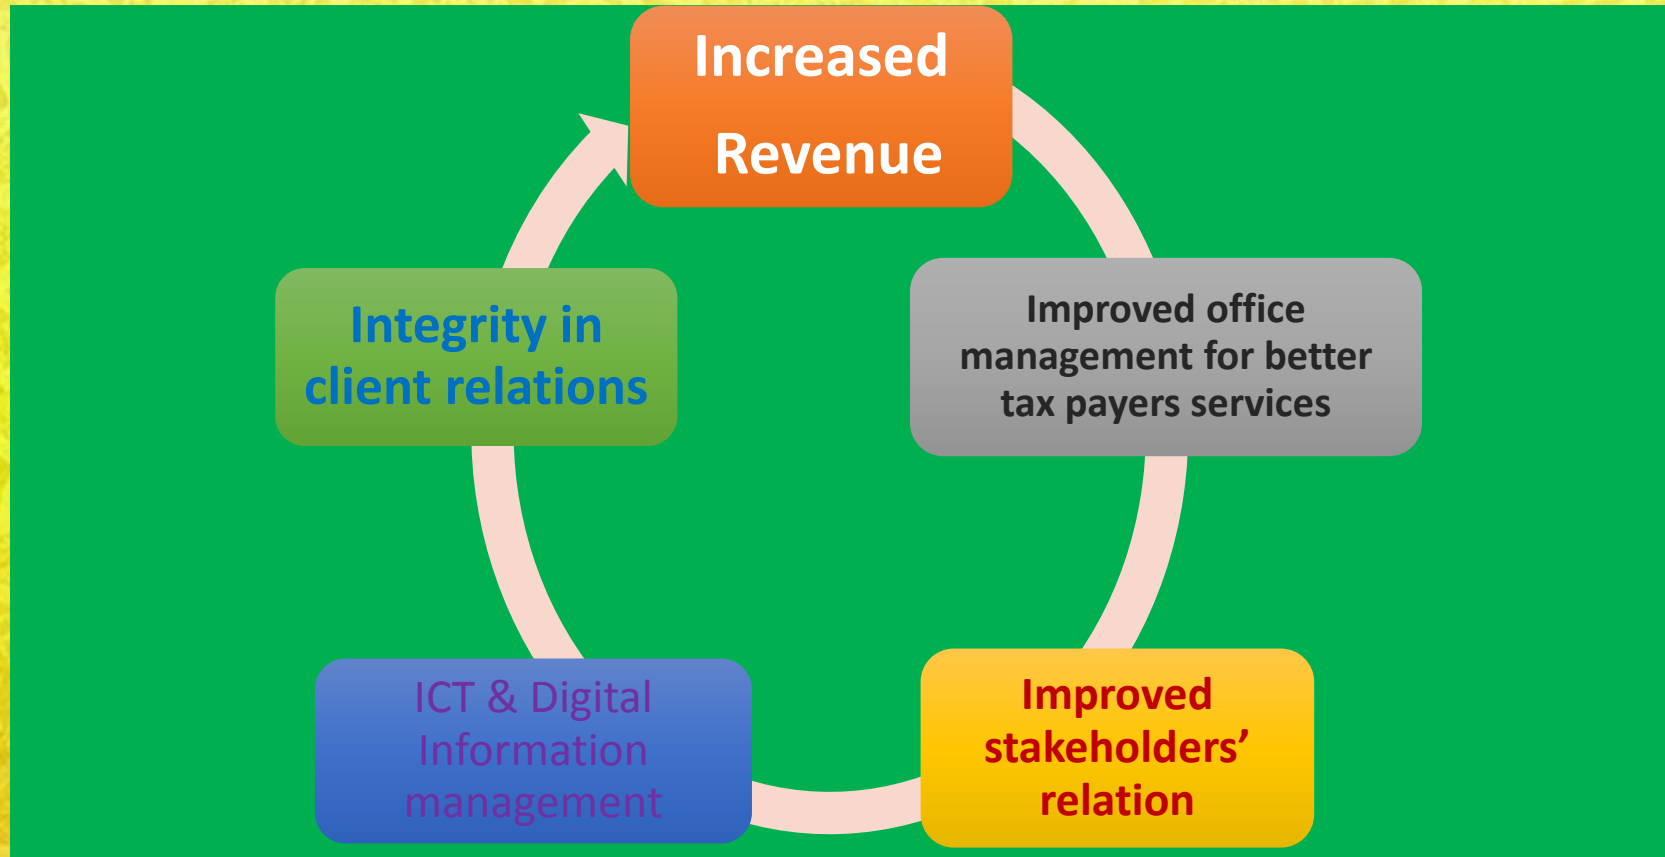 Increased
Revenue
Improved office
management for better
tax payers services
Improved
stakeholders’
relation
ICT & Digital
Information
management
Integrity in
client relations